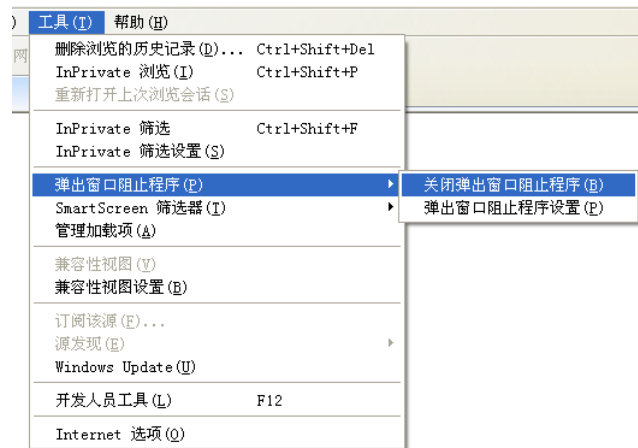 ) 工具(T) 帮助(H)
网
删除浏览的历史记录(D)... Ctrl+Shift+Del
InPrivate 浏览(I) Ctrl+Shift+P
重新打开上次浏览会话(S)
InPrivate 筛选 Ctrl+Shift+F
InPrivate 筛选设置(S)
弹出窗口阻止程序(P) 关闭弹出窗口阻止程序(B)
SmartScreen 筛选器(T) 弹出窗口阻止程序设置(P)
管理加载项(A)
兼容性视图(V)
兼容性视图设置(B)
订阅该源(F)...
源发现(E)
Windows Update(U)
开发人员工具(L) F12
Internet 选项(O)